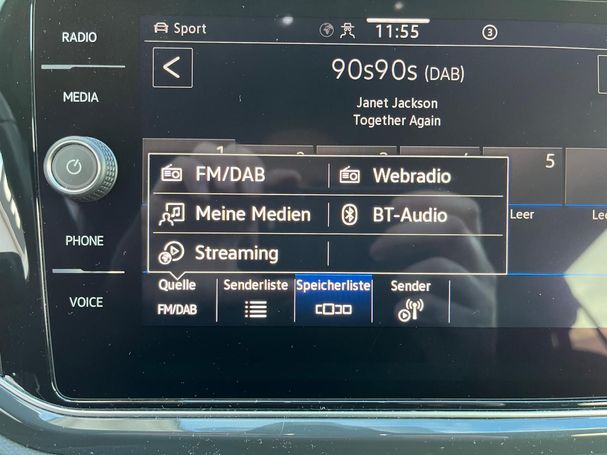 RADIO
MEDIA
PHONE
VOICE
Sport
11:55
3
90s90s (DAB)
Janet Jackson
Together Again
1
5
FM/DAB
Webradio
Meine Medien
BT-Audio
Streaming
Leer
Quelle
FM/DAB
Senderliste
Speicherliste
Sender